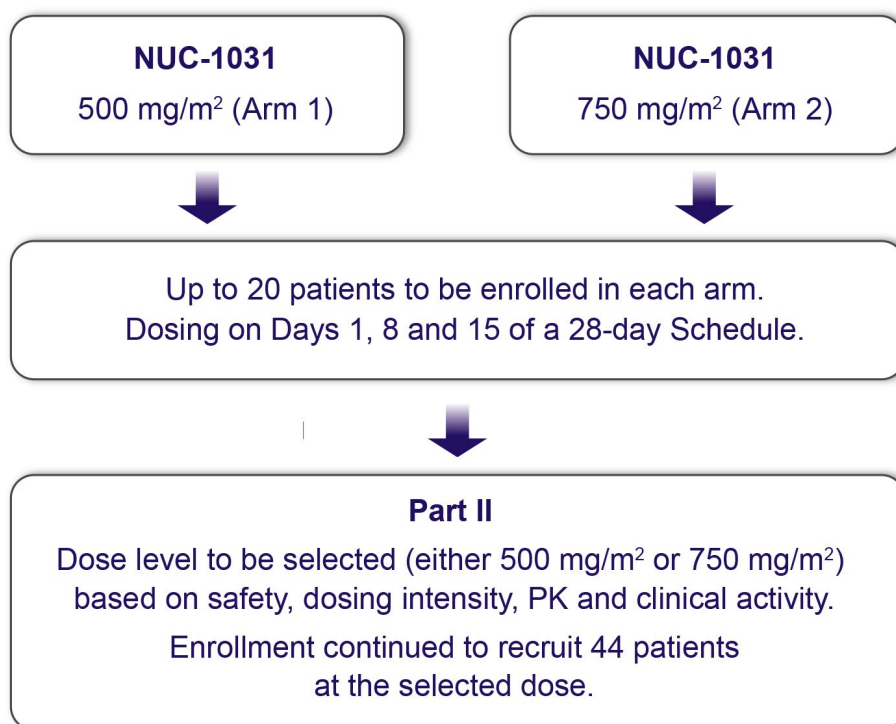 NUC-1031
500 mg/m² (Arm 1)
NUC-1031
750 mg/m² (Arm 2)
Up to 20 patients to be enrolled in each arm.
Dosing on Days 1, 8 and 15 of a 28-day Schedule.
Part II
Dose level to be selected (either 500 mg/m² or 750 mg/m²)
based on safety, dosing intensity, PK and clinical activity.
Enrollment continued to recruit 44 patients
at the selected dose.